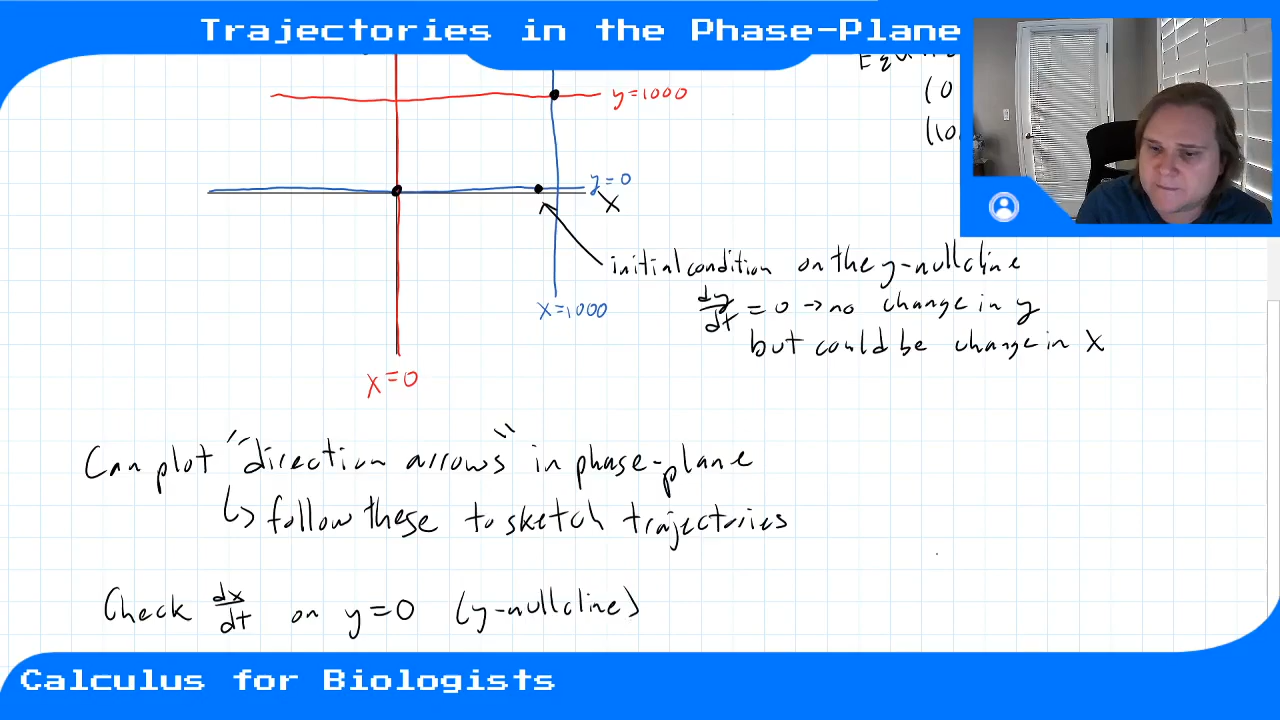 Trajectories in the Phase-Plane
(0
y=1000
(10
y=0
x
initial condition on the y-nullcline
dy/dt = 0 → no change in y
x=1000
but could be change in x
x=0
Can plot "direction arrows" in phase-plane
↳ follow these to sketch trajectories
Check dx/dt on y=0 (y-nullcline)
Calculus for Biologists